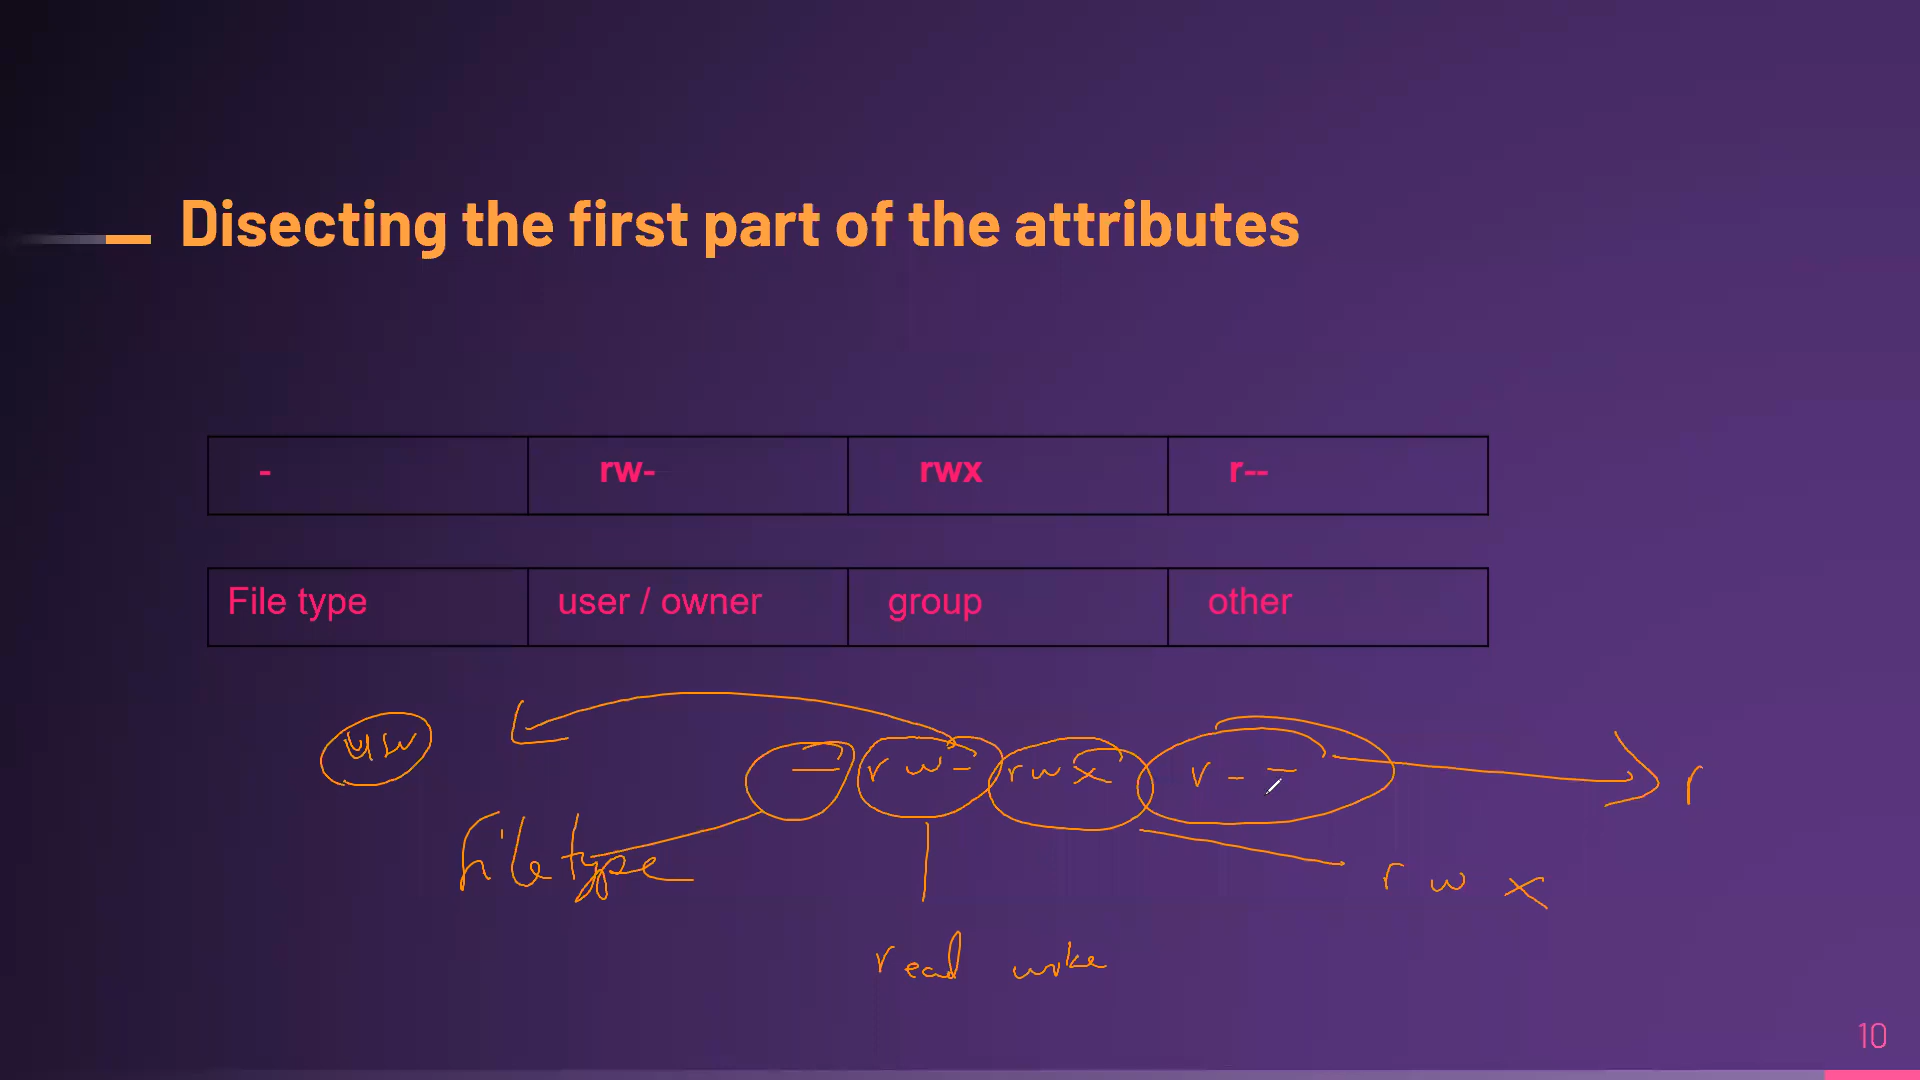 Disecting the first part of the attributes
- rw- rwx r--
File type user / owner group other
- rw- rwx r-- r
File type r w x
read write
10